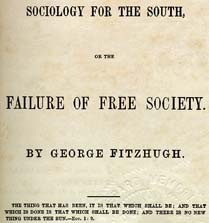 SOCIOLOGY FOR THE SOUTH,
OR THE
FAILURE OF FREE SOCIETY.
BY GEORGE FITZHUGH.
THE THING THAT HAS BEEN, IT IS THAT WHICH SHALL BE; AND THAT
WHICH IS DONE IS THAT WHICH SHALL BE DONE; AND THERE IS NO NEW
THING UNDER THE SUN.—Ecc. 1: 9.